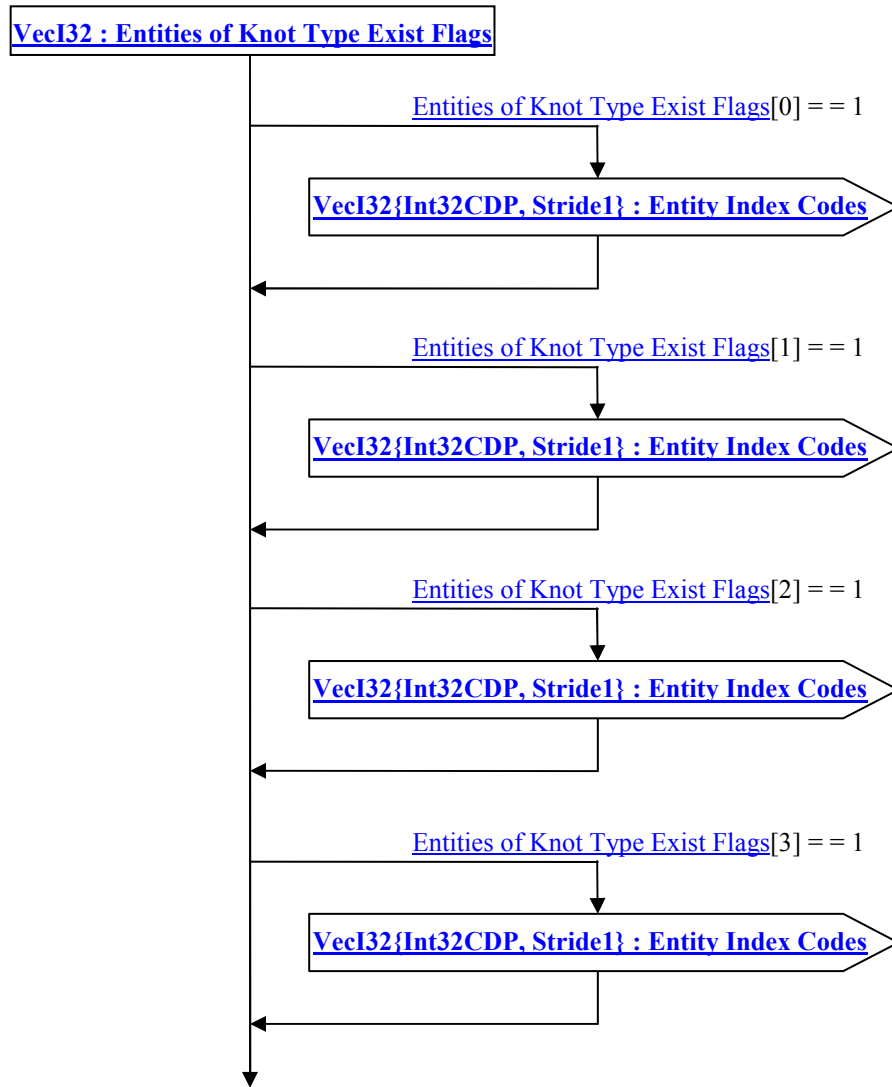 VecI32 : Entities of Knot Type Exist Flags
Entities of Knot Type Exist Flags[0] = = 1
VecI32{Int32CDP, Stride1} : Entity Index Codes
Entities of Knot Type Exist Flags[1] = = 1
VecI32{Int32CDP, Stride1} : Entity Index Codes
Entities of Knot Type Exist Flags[2] = = 1
VecI32{Int32CDP, Stride1} : Entity Index Codes
Entities of Knot Type Exist Flags[3] = = 1
VecI32{Int32CDP, Stride1} : Entity Index Codes